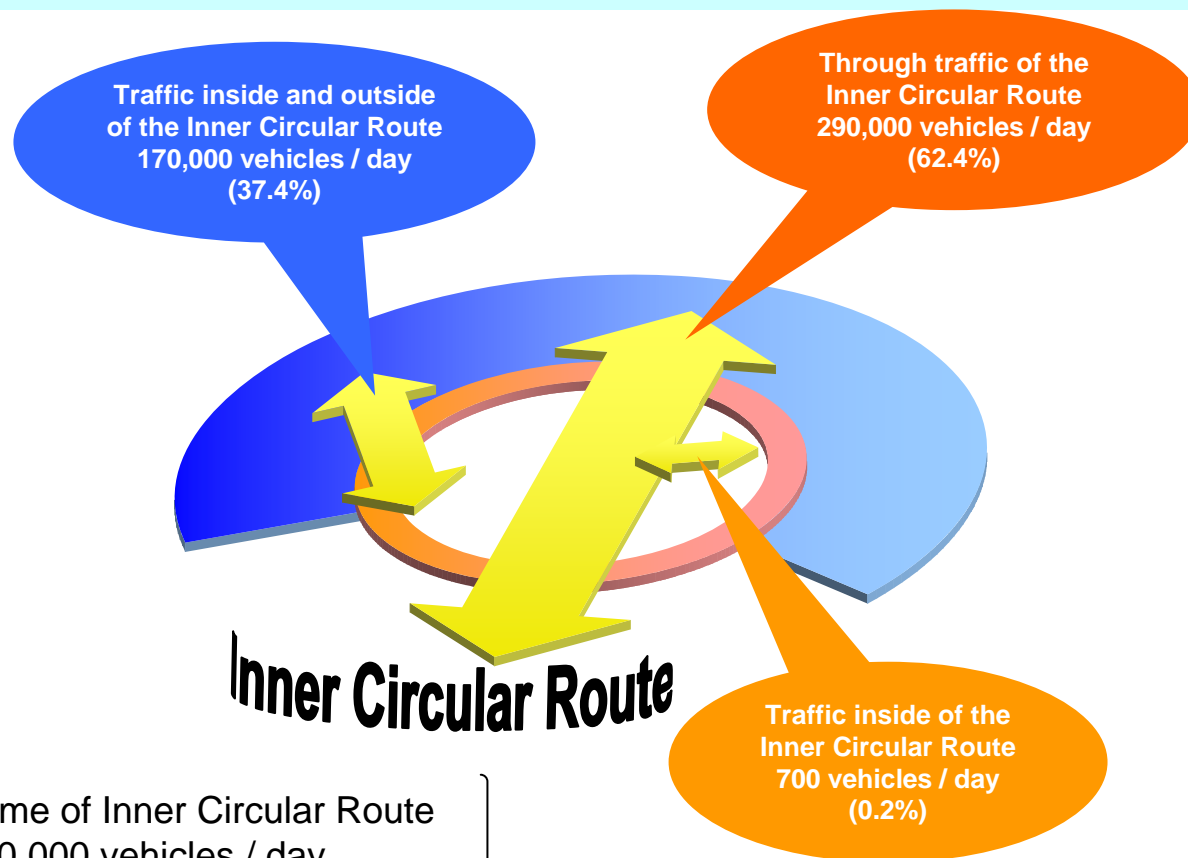 Traffic inside and outside
of the Inner Circular Route
170,000 vehicles / day
(37.4%)
Through traffic of the
Inner Circular Route
290,000 vehicles / day
(62.4%)
Inner Circular Route
Traffic inside of the
Inner Circular Route
700 vehicles / day
(0.2%)
of Inner Circular Route
vehicles / day